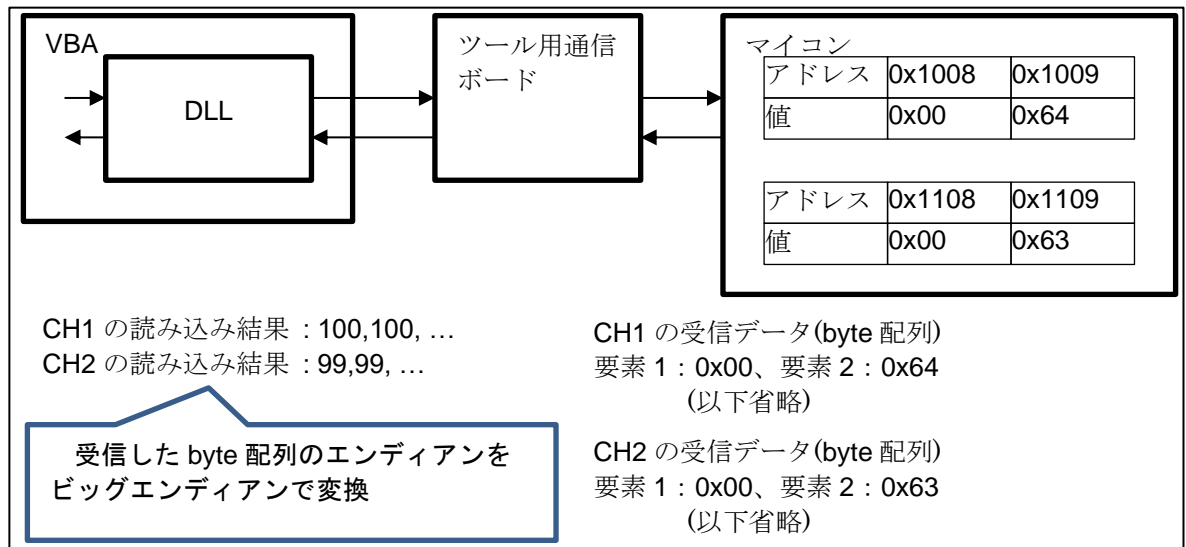 VBA
DLL
ツール用通信
ボード
マイコン
アドレス 0x1008 0x1009
値 0x00 0x64
アドレス 0x1108 0x1109
値 0x00 0x63
CH1 の読み込み結果 : 100,100, …
CH2 の読み込み結果 : 99,99, …
受信した byte 配列のエンディアンを
ビッグエンディアンで変換
CH1 の受信データ(byte 配列)
要素 1:0x00、要素 2:0x64
(以下省略)
CH2 の受信データ(byte 配列)
要素 1:0x00、要素 2:0x63
(以下省略)